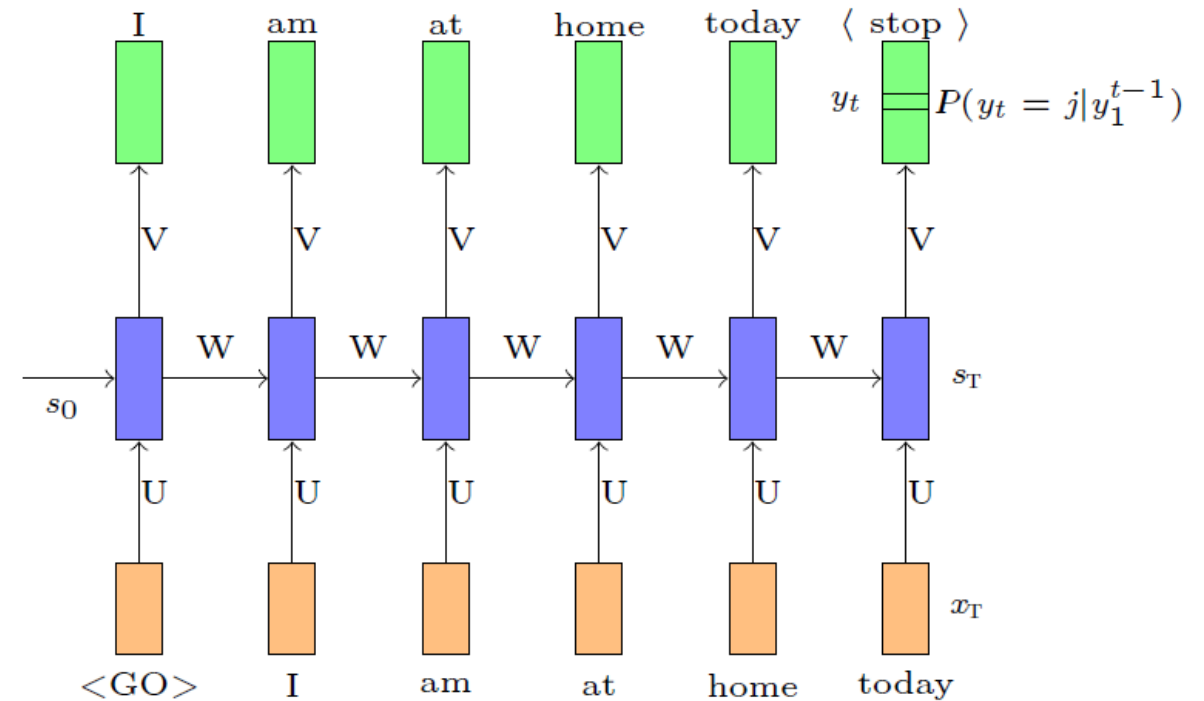 I am at home today ⟨ stop ⟩
y_t P(y_t = j|y_1^{t−1})
V V V V V V
W W W W W
s_0 s_T
U U U U U U
x_T
<GO> I am at home today